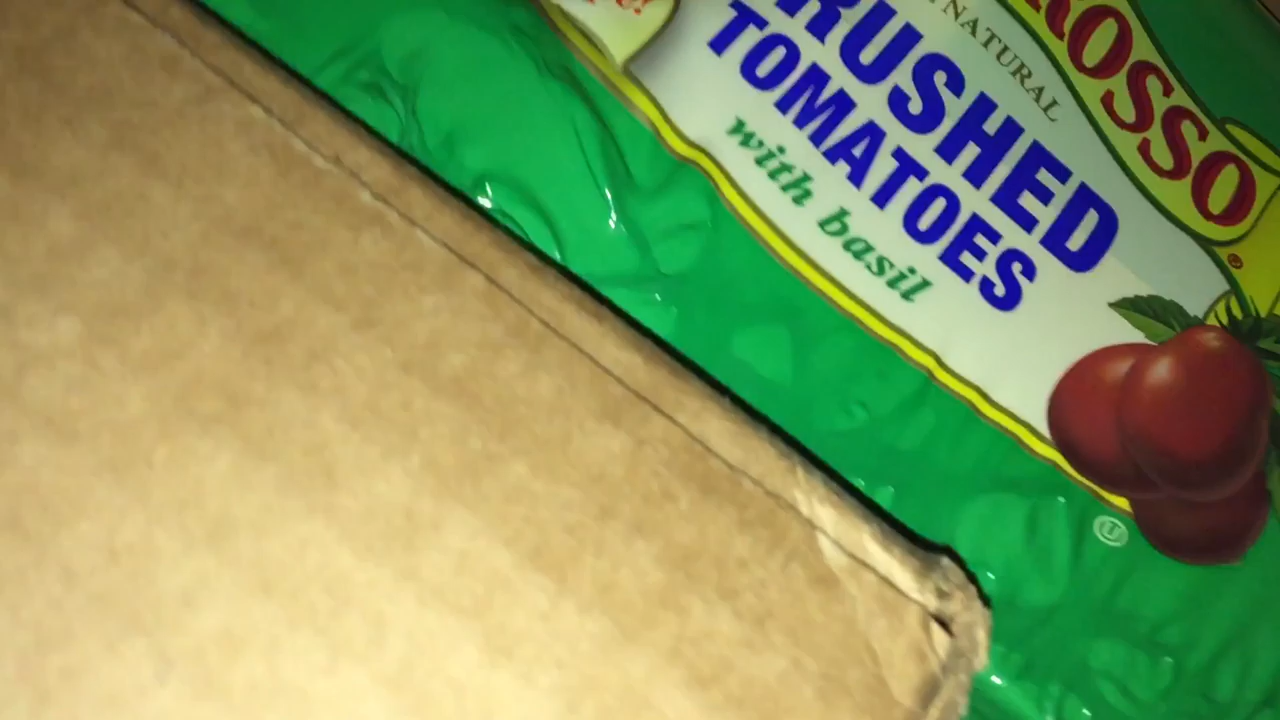 ROSSO
NATURAL
RUSHED
TOMATOES
with basil
U